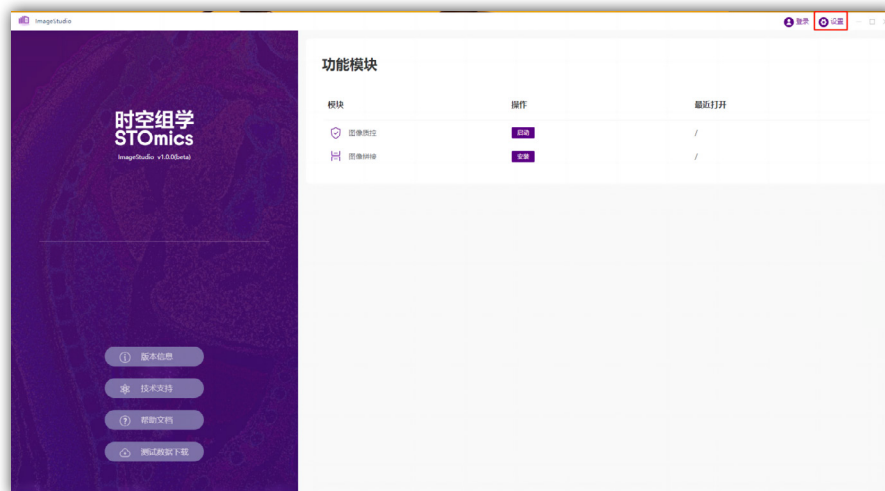 ImageStudio
登录
设置
时空组学
STOmics
ImageStudio v1.0.0(beta)
版本信息
技术支持
帮助文档
测试数据下载
功能模块
模块 操作 最近打开
图像质控 启动 /
图像拼接 安装 /